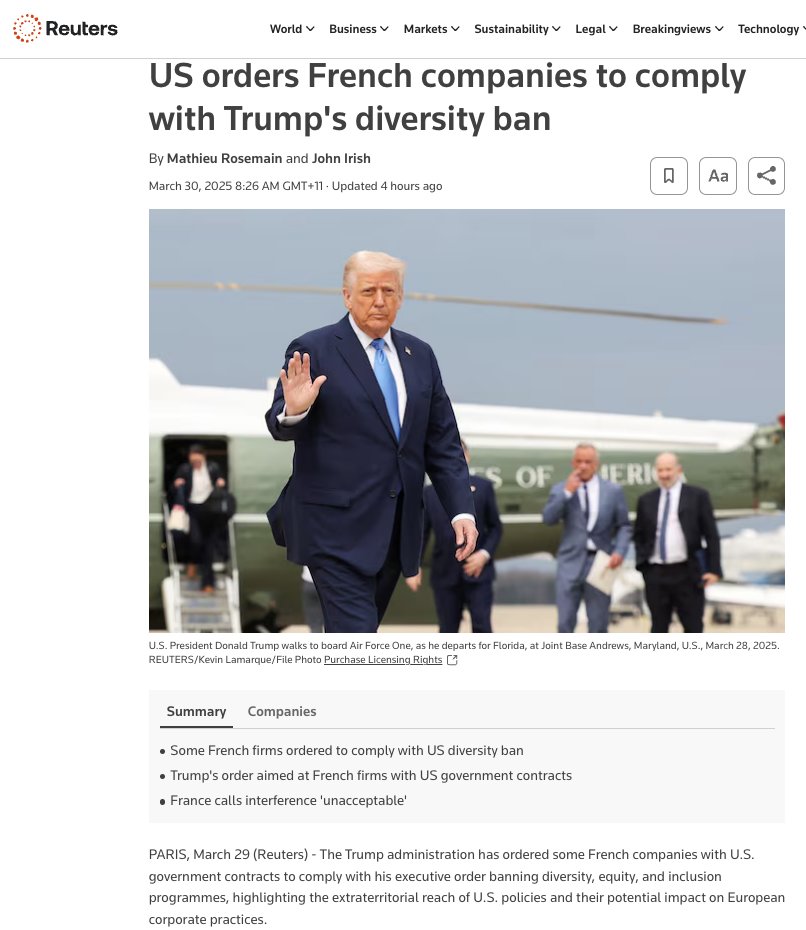 Reuters
World Business Markets Sustainability Legal Breakingviews Technology
US orders French companies to comply
with Trump's diversity ban
By Mathieu Rosemain and John Irish
March 30, 2025 8:26 AM GMT+11 · Updated 4 hours ago
Aa
S OF
ERIC
U.S. President Donald Trump walks to board Air Force One, as he departs for Florida, at Joint Base Andrews, Maryland, U.S., March 28, 2025.
REUTERS/Kevin Lamarque/File Photo Purchase Licensing Rights
Summary Companies
• Some French firms ordered to comply with US diversity ban
• Trump's order aimed at French firms with US government contracts
• France calls interference 'unacceptable'
PARIS, March 29 (Reuters) - The Trump administration has ordered some French companies with U.S.
government contracts to comply with his executive order banning diversity, equity, and inclusion
programmes, highlighting the extraterritorial reach of U.S. policies and their potential impact on European
corporate practices.